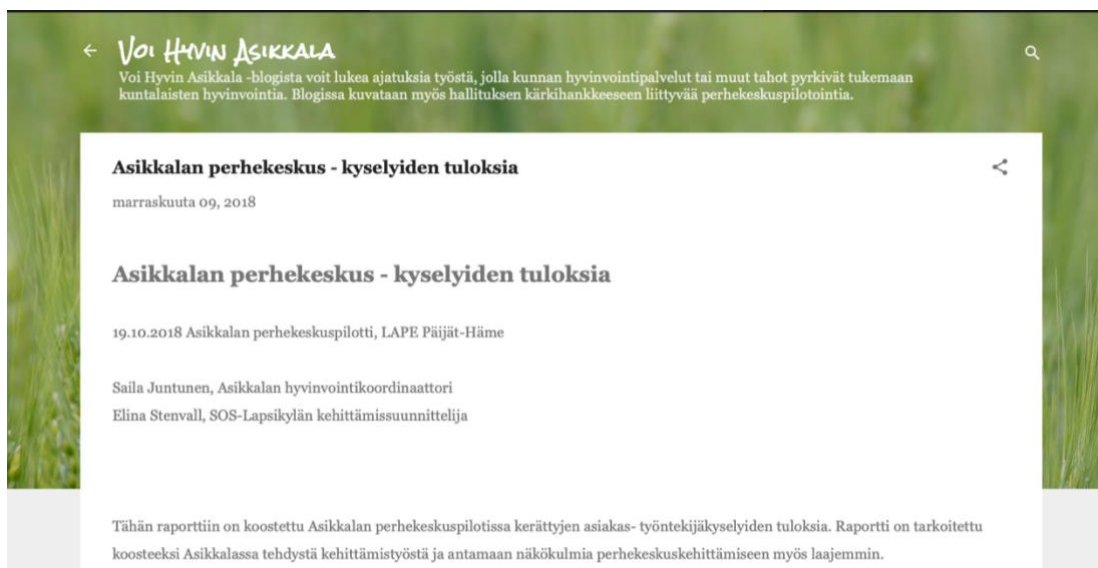 Voi Hyvin Asikkala
Voi Hyvin Asikkala -blogista voit lukea ajatuksia työstä, jolla kunnan hyvinvointipalvelut tai muut tahot pyrkivät tukemaan
kuntalaisten hyvinvointia. Blogissa kuvataan myös hallituksen kärkihankkeeseen liittyvää perhekeskuspilotointia.
Asikkalan perhekeskus - kyselyiden tuloksia
marraskuuta 09, 2018
Asikkalan perhekeskus - kyselyiden tuloksia
19.10.2018 Asikkalan perhekeskuspilotti, LAPE Päijät-Häme
Saila Juntunen, Asikkalan hyvinvointikoordinaattori
Elina Stenvall, SOS-Lapsikylän kehittämissuunnittelija
Tähän raporttiin on koostettu Asikkalan perhekeskuspilotissa kerättyjen asiakas- työntekijäkyselyiden tuloksia. Raportti on tarkoitettu
koosteeksi Asikkalassa tehdystä kehittämistyöstä ja antamaan näkökulmia perhekeskuskehittämiseen myös laajemmin.